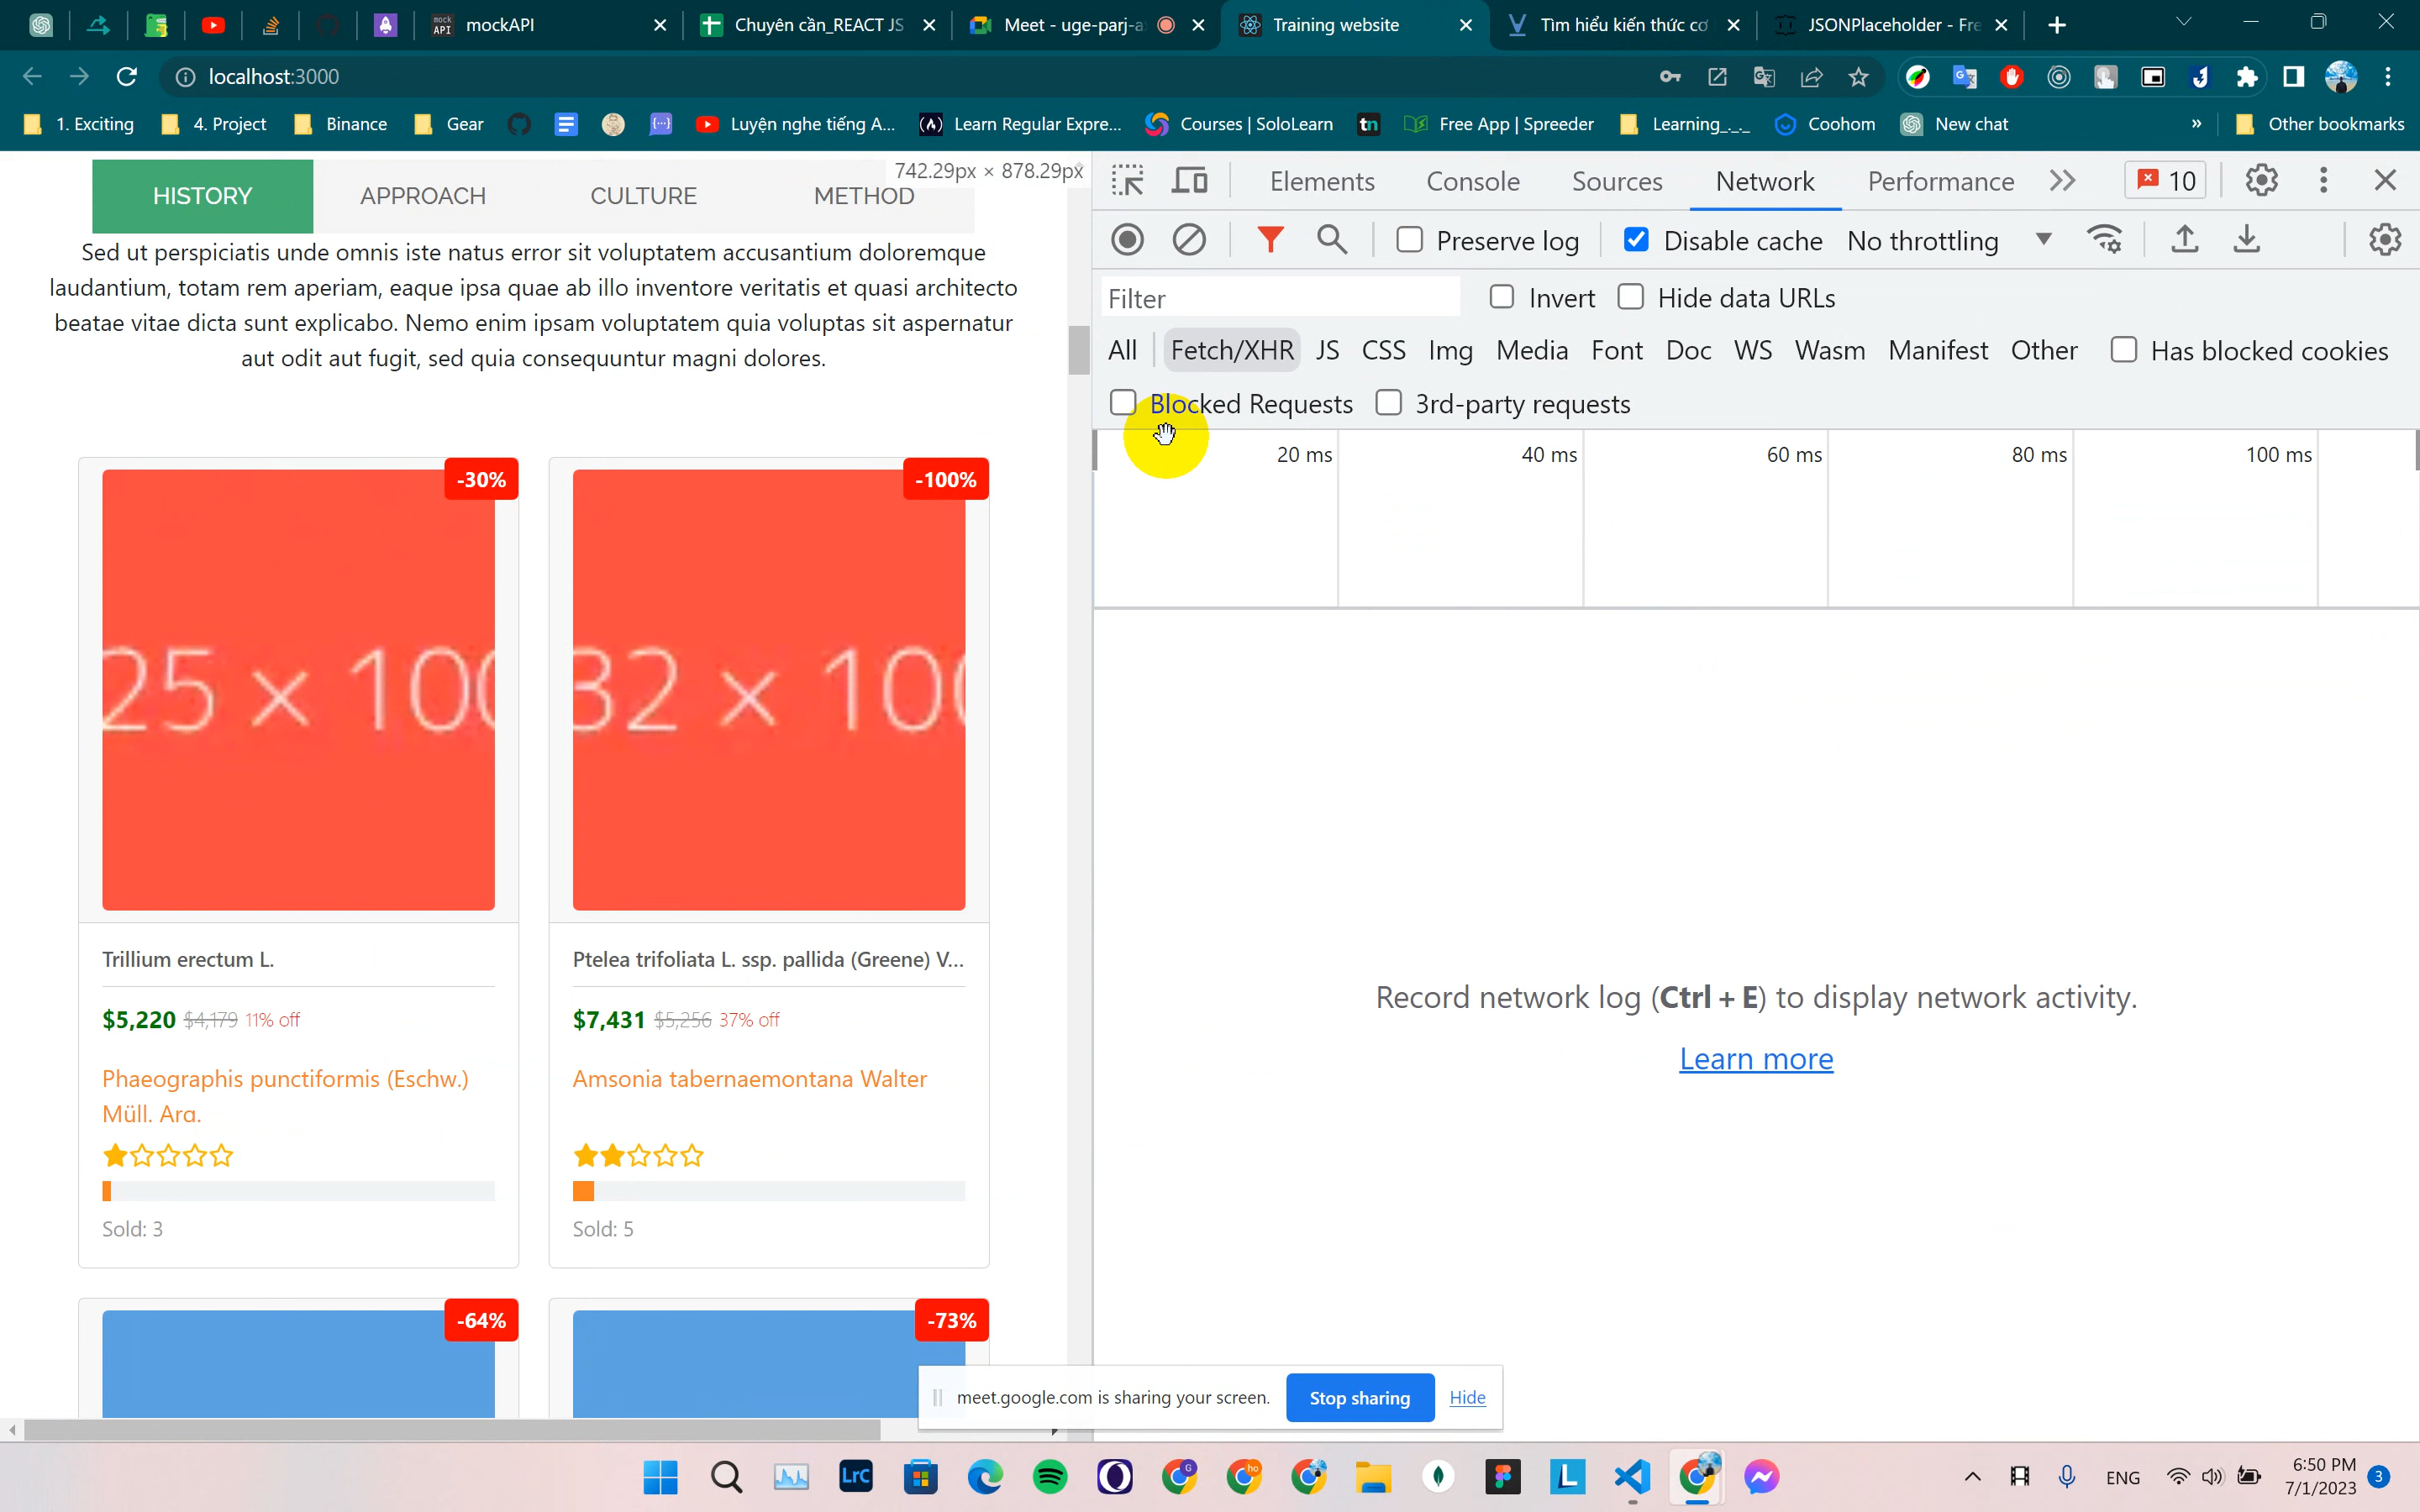 mockAPI
Chuyên cần_REACT JS
Meet - uge-parj-a
Training website
Tìm hiểu kiến thức cơ
JSONPlaceholder - Fre
localhost:3000
1. Exciting
4. Project
Binance
Gear
Luyện nghe tiếng A...
Learn Regular Expre...
Courses | SoloLearn
tn
Free App | Spreeder
Learning_._.
Coohom
New chat
»
Other bookmarks
HISTORY
APPROACH
CULTURE
METHOD
742.29px × 878.29px
Sed ut perspiciatis unde omnis iste natus error sit voluptatem accusantium doloremque
laudantium, totam rem aperiam, eaque ipsa quae ab illo inventore veritatis et quasi architecto
beatae vitae dicta sunt explicabo. Nemo enim ipsam voluptatem quia voluptas sit aspernatur
aut odit aut fugit, sed quia consequuntur magni dolores.
-30%
25 × 100
Trillium erectum L.
$5,220 $4,179 11% off
Phaeographis punctiformis (Eschw.)
Müll. Arg.
Sold: 3
-100%
32 × 100
Ptelea trifoliata L. ssp. pallida (Greene) V...
$7,431 $5,256 37% off
Amsonia tabernaemontana Walter
Sold: 5
-64%
-73%
Elements
Console
Sources
Network
Performance
10
Preserve log
Disable cache
No throttling
Filter
Invert
Hide data URLs
All
Fetch/XHR
JS
CSS
Img
Media
Font
Doc
WS
Wasm
Manifest
Other
Has blocked cookies
Blocked Requests
3rd-party requests
20 ms
40 ms
60 ms
80 ms
100 ms
Record network log (Ctrl + E) to display network activity.
Learn more
meet.google.com is sharing your screen.
Stop sharing
Hide
LrC
G
ho
L
ENG
6:50 PM
7/1/2023
3